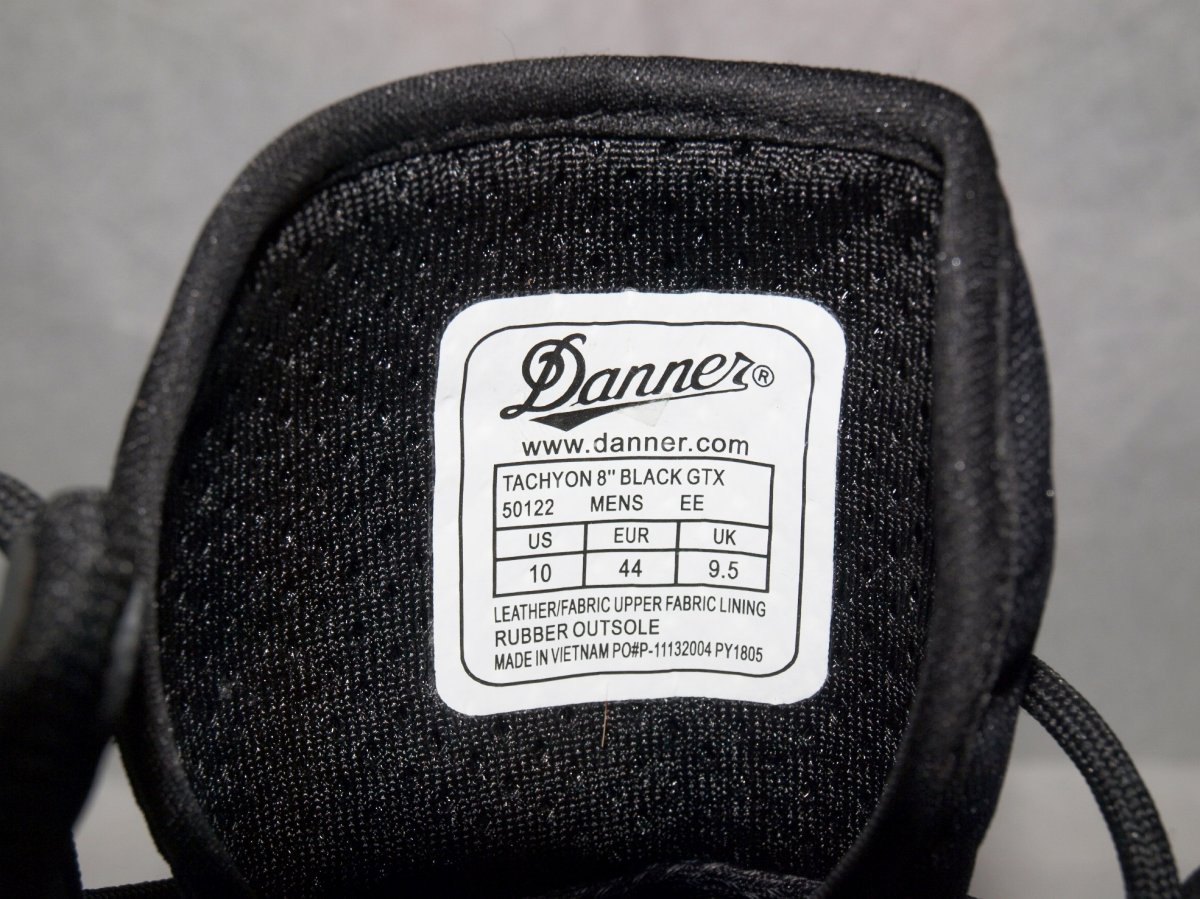 Danner®
www.danner.com
TACHYON 8" BLACK GTX
50122 MENS EE
US EUR UK
10 44 9.5
LEATHER/FABRIC UPPER FABRIC LINING
RUBBER OUTSOLE
MADE IN VIETNAM PO#P-11132004 PY1805